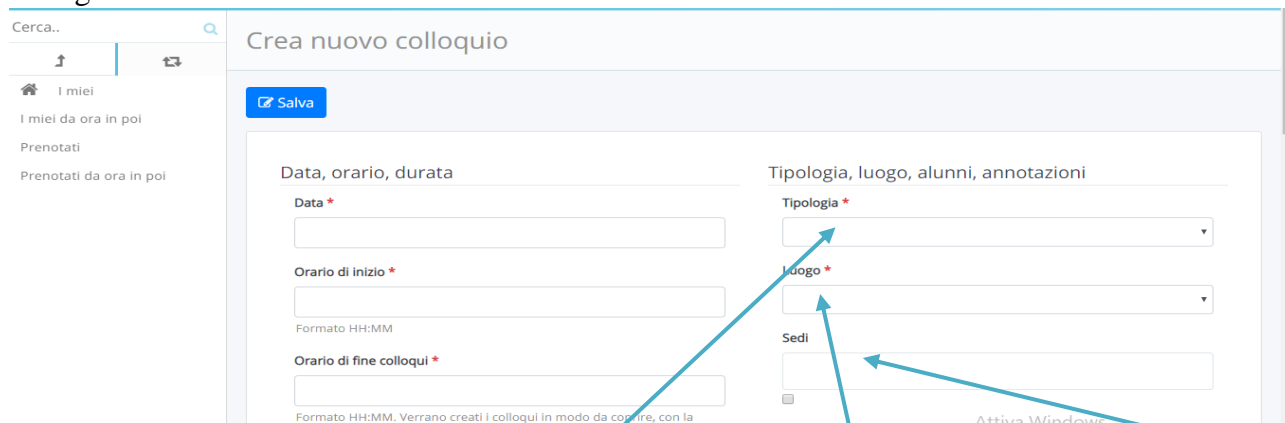 Cerca..
I miei
I miei da ora in poi
Prenotati
Prenotati da ora in poi
Crea nuovo colloquio
Salva
Data, orario, durata
Data *
Orario di inizio *
Formato HH:MM
Orario di fine colloqui *
Formato HH:MM. Verrano creati i colloqui in modo da coprire, con la
Tipologia, luogo, alunni, annotazioni
Tipologia *
Luogo *
Sedi
Attiva Windows